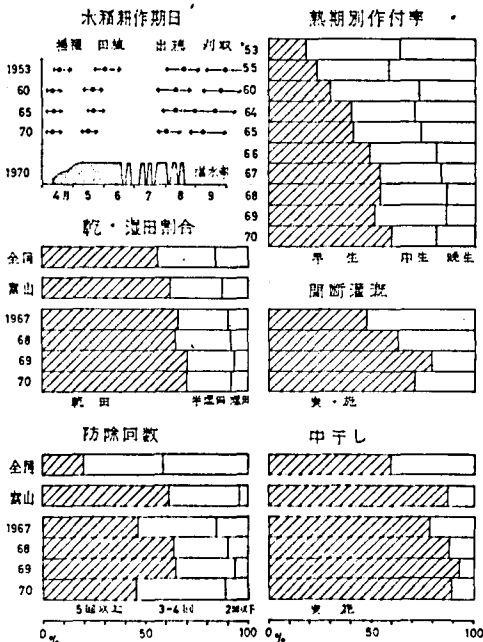 水稲耕作期日
播種 田植 出穂 刈取
1953
60
65
70
1970
湛水部
4月 5 6 7 8 9
熟期別作付率
'53
55
60
64
65
66
67
68
69
70
早生 中生 晩生
乾・湿田割合
全国
富山
1967
68
69
70
乾田 半湿田 湿田
間断灌漑
実・施
防除回数
全国
富山
1967
68
69
70
5回以上 3-4回 2回以下
0 50 100
%
中干し
実施
0 50 100
%